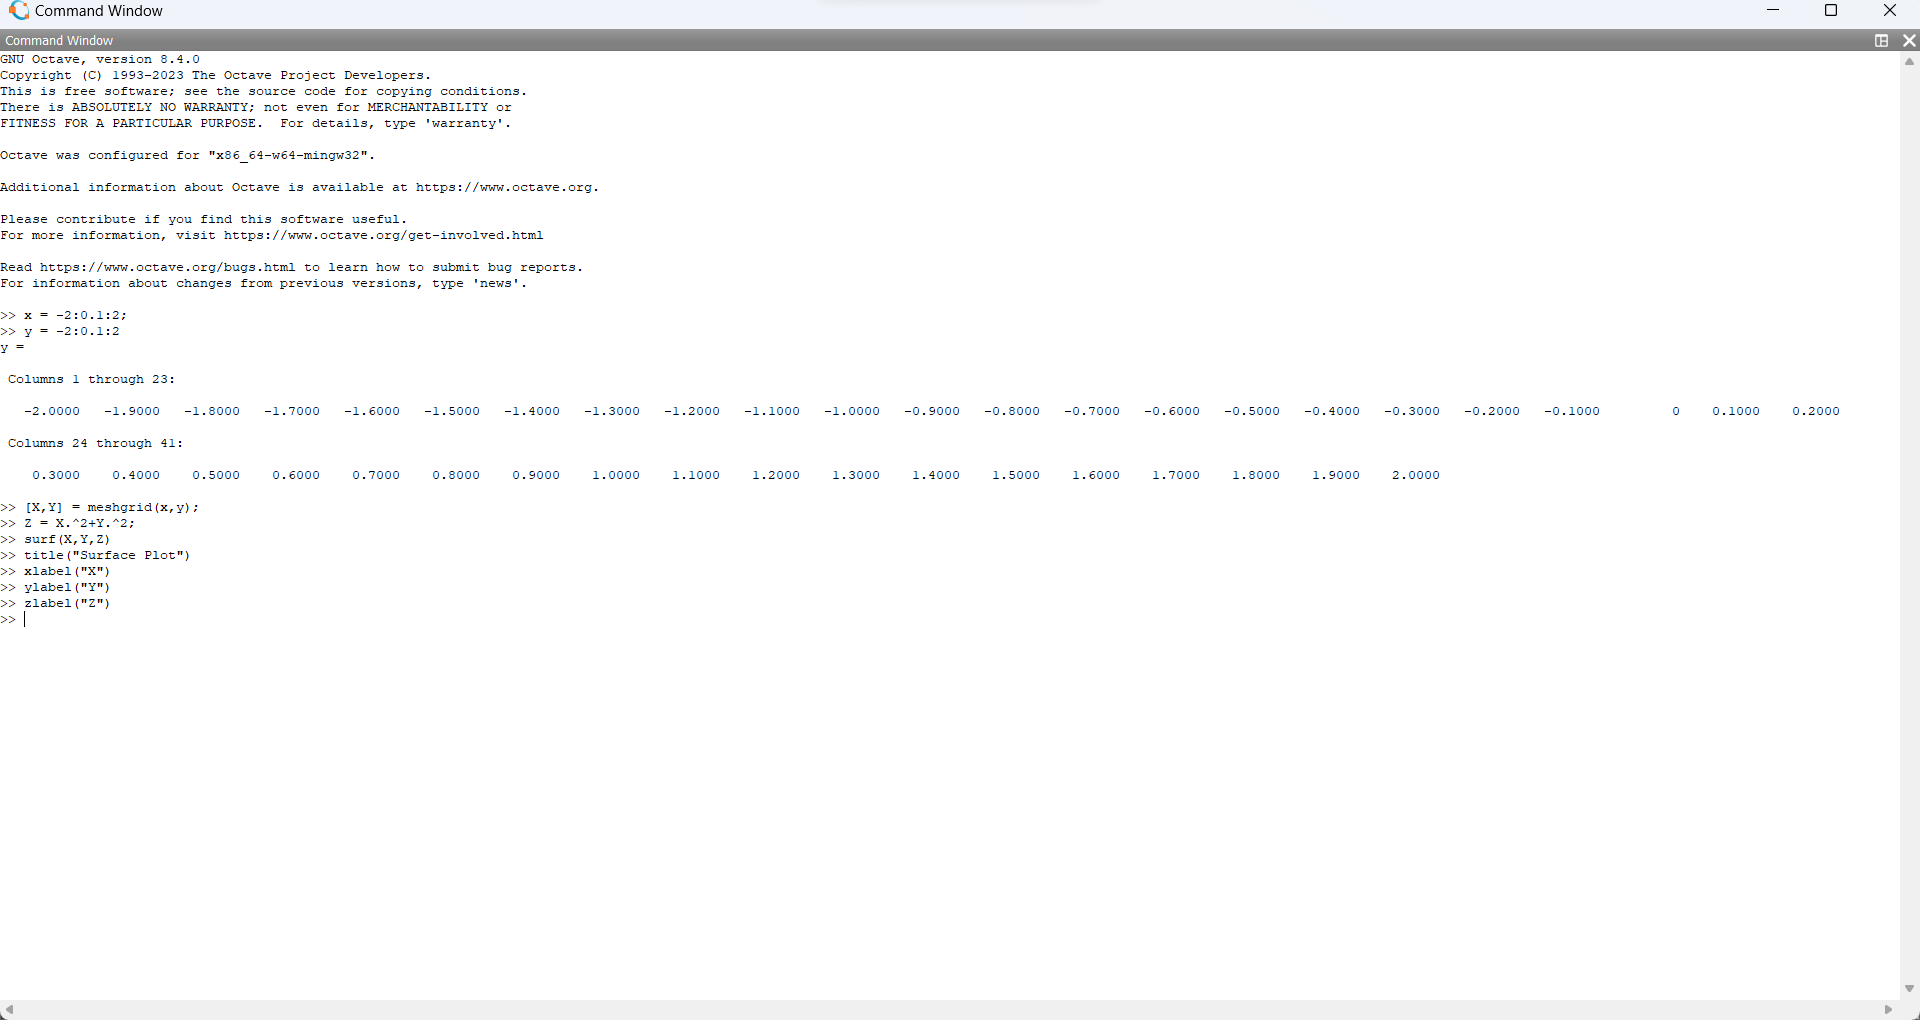 Command Window
Command Window
GNU Octave, version 8.4.0
Copyright (C) 1993-2023 The Octave Project Developers.
This is free software; see the source code for copying conditions.
There is ABSOLUTELY NO WARRANTY; not even for MERCHANTABILITY or
FITNESS FOR A PARTICULAR PURPOSE.  For details, type 'warranty'.
Octave was configured for "x86_64-w64-mingw32".
Additional information about Octave is available at https://www.octave.org.
Please contribute if you find this software useful.
For more information, visit https://www.octave.org/get-involved.html
Read https://www.octave.org/bugs.html to learn how to submit bug reports.
For information about changes from previous versions, type 'news'.
>> x = -2:0.1:2;
>> y = -2:0.1:2
y =
Columns 1 through 23:
-2.0000 -1.9000 -1.8000 -1.7000 -1.6000 -1.5000 -1.4000 -1.3000 -1.2000 -1.1000 -1.0000 -0.9000 -0.8000 -0.7000 -0.6000 -0.5000 -0.4000 -0.3000 -0.2000 -0.1000 0 0.1000 0.2000
Columns 24 through 41:
0.3000 0.4000 0.5000 0.6000 0.7000 0.8000 0.9000 1.0000 1.1000 1.2000 1.3000 1.4000 1.5000 1.6000 1.7000 1.8000 1.9000 2.0000
>> [X,Y] = meshgrid(x,y);
>> Z = X.^2+Y.^2;
>> surf(X,Y,Z)
>> title("Surface Plot")
>> xlabel("X")
>> ylabel("Y")
>> zlabel("Z")
>>